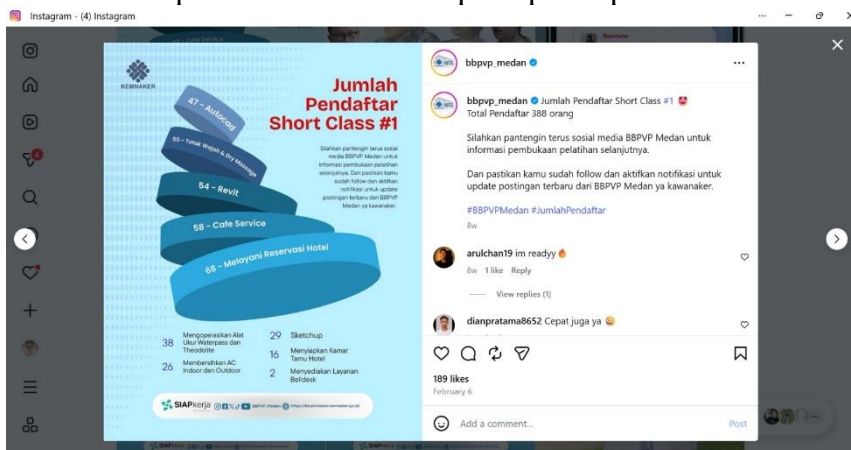 Instagram - (4) Instagram
KEMNAKER
Jumlah
Pendaftar
Short Class #1
Silahkan pantengin terus sosial
media BBPVP Medan untuk
informasi pembukaan pelatihan
selanjutnya. Dan pastikan kamu
sudah follow dan aktifkan
notifikasi untuk update
postingan terbaru dari BBPVP
Medan ya kawanaker.
47 - Autocad
50 - Totok Wajah & Dry Massage
54 - Revit
58 - Cafe Service
68 - Melayani Reservasi Hotel
38 Mengoperasikan Alat
Ukur Waterpass dan
Theodolite
26 Membersihkan AC
Indoor dan Outdoor
29 Sketchup
16 Menyiapkan Kamar
Tamu Hotel
2 Menyediakan Layanan
Belldesk
SIAPkerja
bbpvp_medan
bbpvp_medan Jumlah Pendaftar Short Class #1
Total Pendaftar 388 orang
Silahkan pantengin terus sosial media BBPVP Medan untuk
informasi pembukaan pelatihan selanjutnya.
Dan pastikan kamu sudah follow dan aktifkan notifikasi untuk
update postingan terbaru dari BBPVP Medan ya kawanaker.
#BBPVPMedan #JumlahPendaftar
8w
arulchan19 im readyy 🔥
8w 1 like Reply
View replies (1)
dianpratama8652 Cepat juga ya 😄
189 likes
February 6
Add a comment...
Post